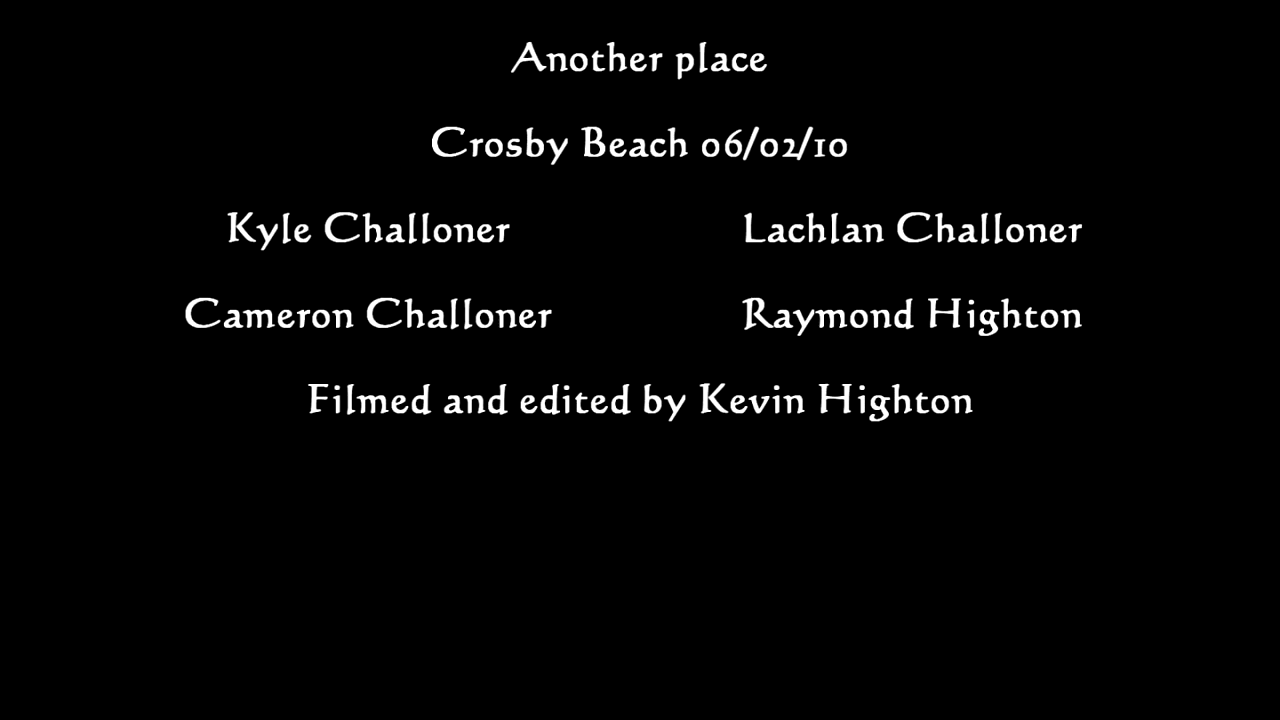 Another place
Crosby Beach 06/02/10
Kyle Challoner Lachlan Challoner
Cameron Challoner Raymond Highton
Filmed and edited by Kevin Highton